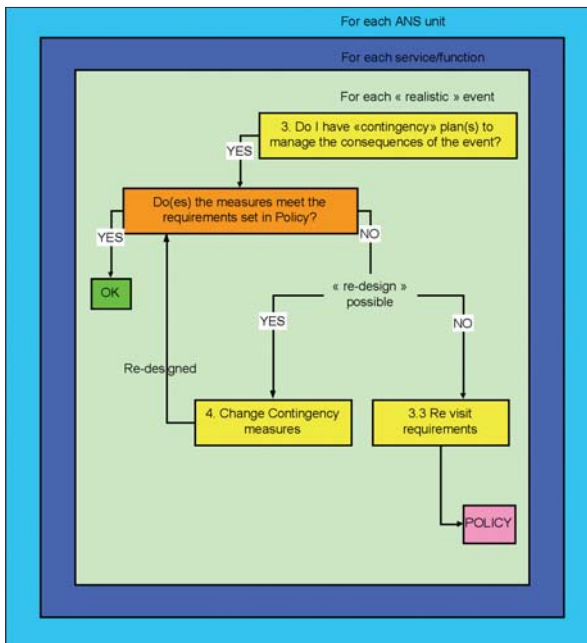 For each ANS unit
For each service/function
For each « realistic » event
3. Do I have «contingency» plan(s) to
manage the consequences of the event?
YES
Do(es) the measures meet the
requirements set in Policy?
YES
NO
OK
« re-design »
possible
YES
NO
Re-designed
4. Change Contingency
measures
3.3 Re visit
requirements
POLICY